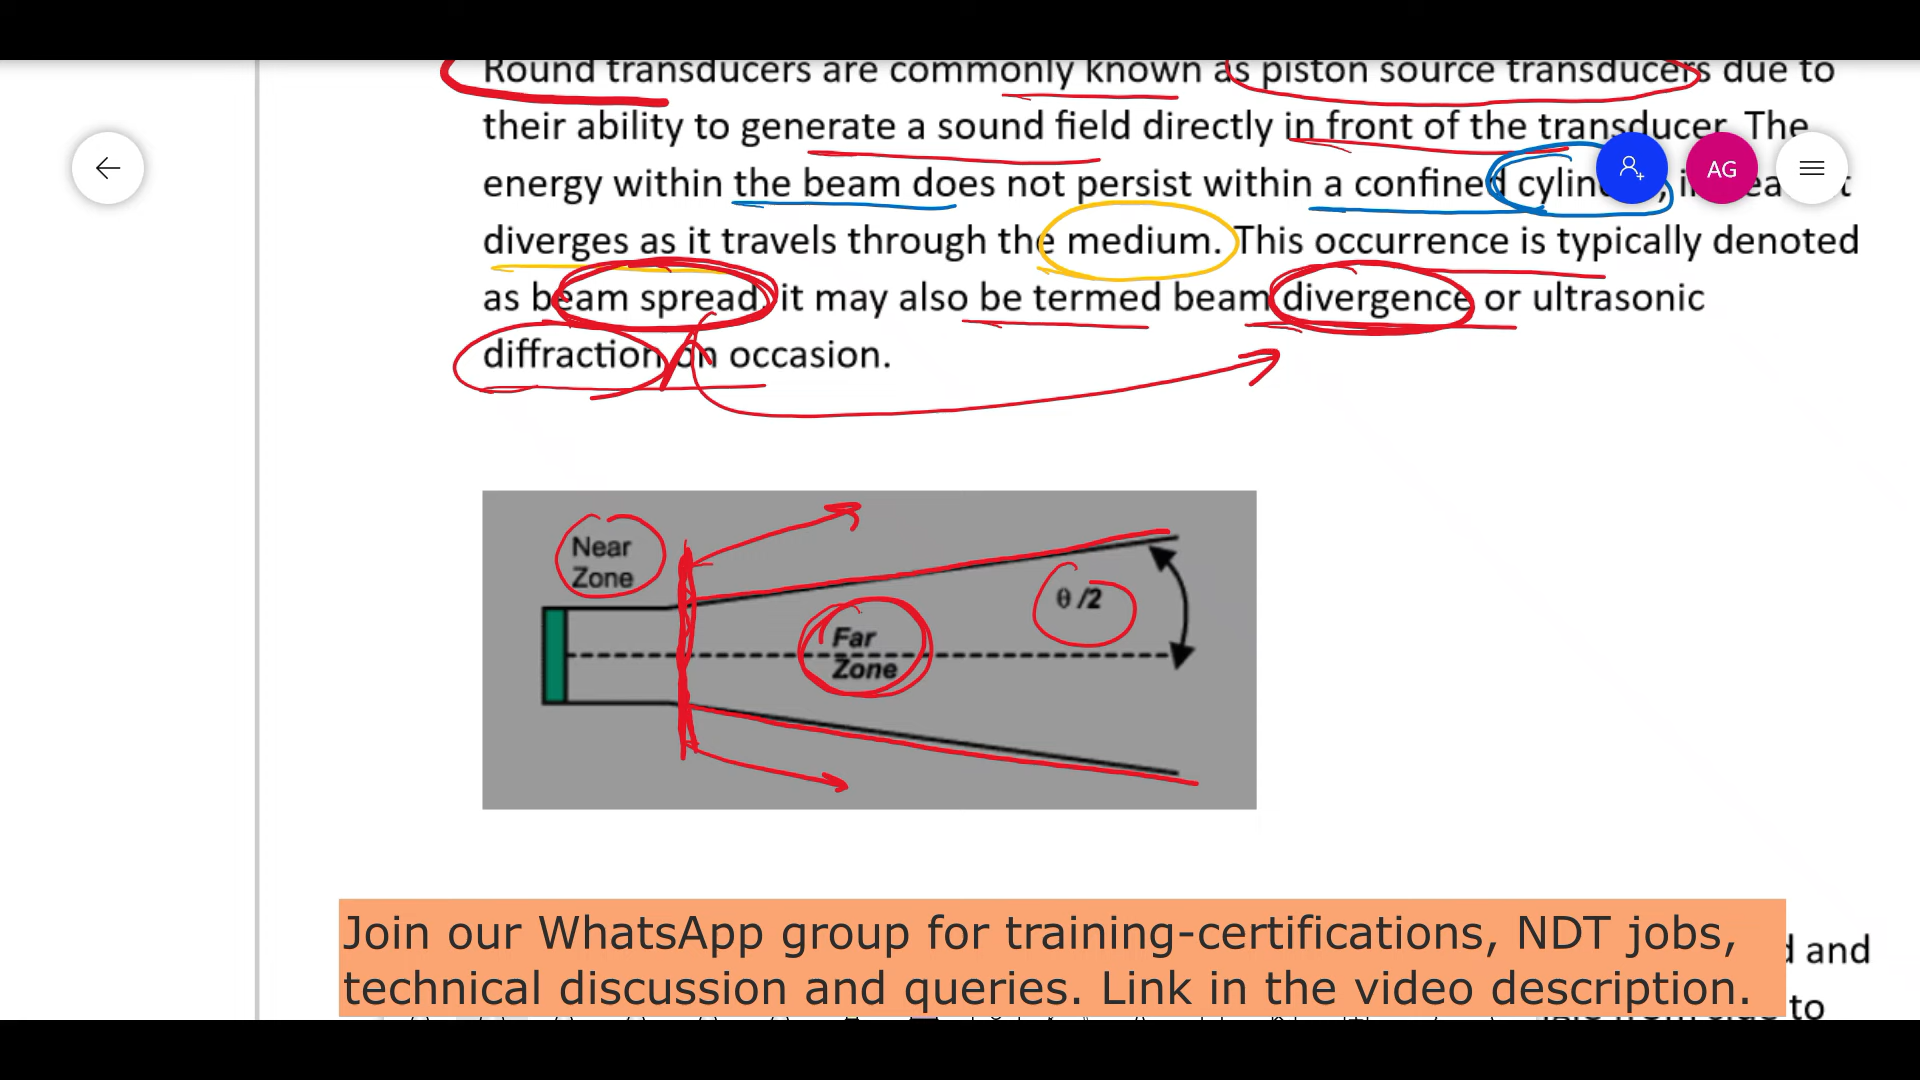 Round transducers are commonly known as piston source transducers due to
their ability to generate a sound field directly in front of the transducer. The
energy within the beam does not persist within a confined
AG
diverges as it travels through the medium. This occurrence is typically denoted
as beam spread, it may also be termed beam divergence or ultrasonic
diffraction on occasion.
Near
Zone
θ /2
Far
Zone
Join our WhatsApp group for training-certifications, NDT jobs,
technical discussion and queries. Link in the video description.
and
to